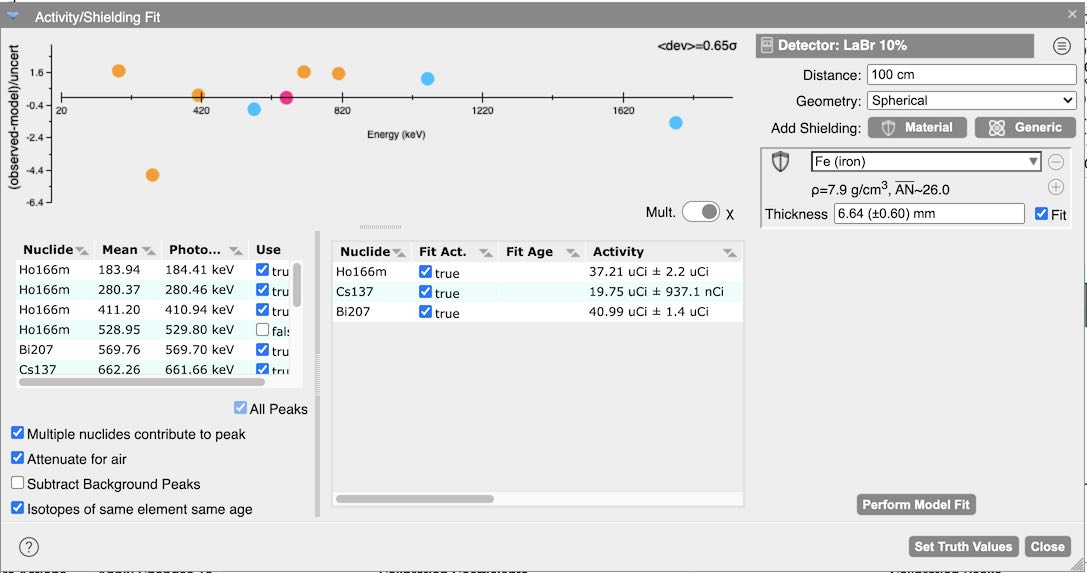 Activity/Shielding Fit
×
(observed-model)/uncert
<dev>=0.65σ
1.6
-0.4
-2.4
-4.4
-6.4
20 420 820 1220 1620
Energy (keV)
Mult. χ
Detector: LaBr 10%
Distance: 100 cm
Geometry: Spherical
Add Shielding: Material Generic
Fe (iron)
ρ=7.9 g/cm3, AN~26.0
Thickness 6.64 (±0.60) mm Fit
Nuclide Mean Photo... Use
Ho166m 183.94 184.41 keV tru
Ho166m 280.37 280.46 keV tru
Ho166m 411.20 410.94 keV tru
Ho166m 528.95 529.80 keV fals
Bi207 569.76 569.70 keV tru
Cs137 662.26 661.66 keV tru
All Peaks
Multiple nuclides contribute to peak
Attenuate for air
Subtract Background Peaks
Isotopes of same element same age
Nuclide Fit Act. Fit Age Activity
Ho166m true 37.21 uCi ± 2.2 uCi
Cs137 true 19.75 uCi ± 937.1 nCi
Bi207 true 40.99 uCi ± 1.4 uCi
Perform Model Fit
?
Set Truth Values Close